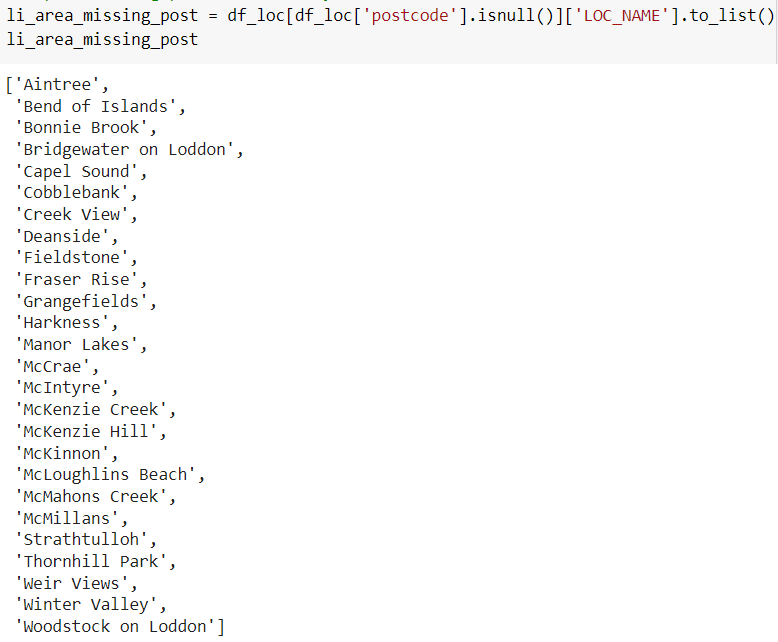 li_area_missing_post = df_loc[df_loc['postcode'].isnull()]['LOC_NAME'].to_list()
li_area_missing_post
['Aintree',
'Bend of Islands',
'Bonnie Brook',
'Bridgewater on Loddon',
'Capel Sound',
'Cobblebank',
'Creek View',
'Deanside',
'Fieldstone',
'Fraser Rise',
'Grangefields',
'Harkness',
'Manor Lakes',
'McCrae',
'McIntyre',
'McKenzie Creek',
'McKenzie Hill',
'McKinnon',
'McLoughlins Beach',
'McMahons Creek',
'McMillans',
'Strathtulloh',
'Thornhill Park',
'Weir Views',
'Winter Valley',
'Woodstock on Loddon']